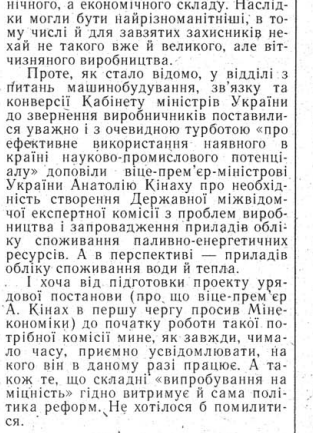 нічного, а економічного складу. Наслід-
ки могли бути найрізноманітніші, в то-
му числі й для завзятих захисників не-
хай не такого вже й великого, але віт-
чизняного виробництва.
Проте, як стало відомо, у відділі з
питань машинобудування, зв'язку та
конверсії Кабінету міністрів України
до звернення виробничників поставили-
ся уважно і з очевидною турботою «про
ефективне використання наявного в
країні науково-промислового потенці-
алу» доповіли віце-прем'єр-міністрові
України Анатолію Кінаху про необхід-
ність створення Державної міжвідом-
чої експертної комісії з проблем вироб-
ництва і запровадження приладів облі-
ку споживання паливно-енергетичних
ресурсів. А в перспективі — приладів
обліку споживання води й тепла.
І хоча від підготовки проекту уря-
дової постанови (про що віце-прем'єр
А. Кінах в першу чергу просив Міне-
кономіки) до початку роботи такої по-
трібної комісії мине, як завжди, чима-
ло часу, приємно усвідомлювати, на
кого він в даному разі працює. А та-
кож те, що складні «випробування на
міцність» гідно витримує й сама полі-
тика реформ. Не хотілося б помилити-
ся.